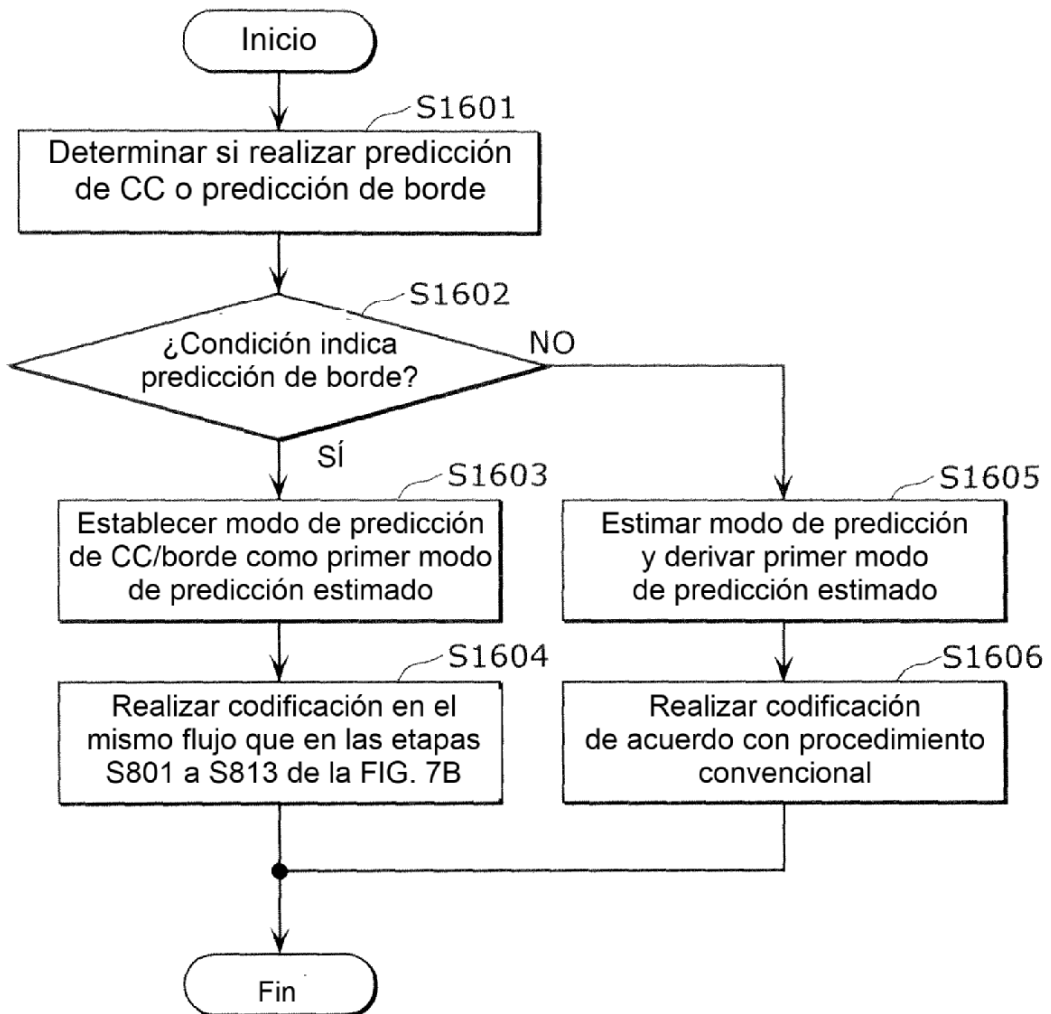 Inicio
S1601
Determinar si realizar predicción
de CC o predicción de borde
S1602
¿Condición indica
predicción de borde?
NO
SÍ
S1603
Establecer modo de predicción
de CC/borde como primer modo
de predicción estimado
S1605
Estimar modo de predicción
y derivar primer modo
de predicción estimado
S1604
Realizar codificación en el
mismo flujo que en las etapas
S801 a S813 de la FIG. 7B
S1606
Realizar codificación
de acuerdo con procedimiento
convencional
Fin